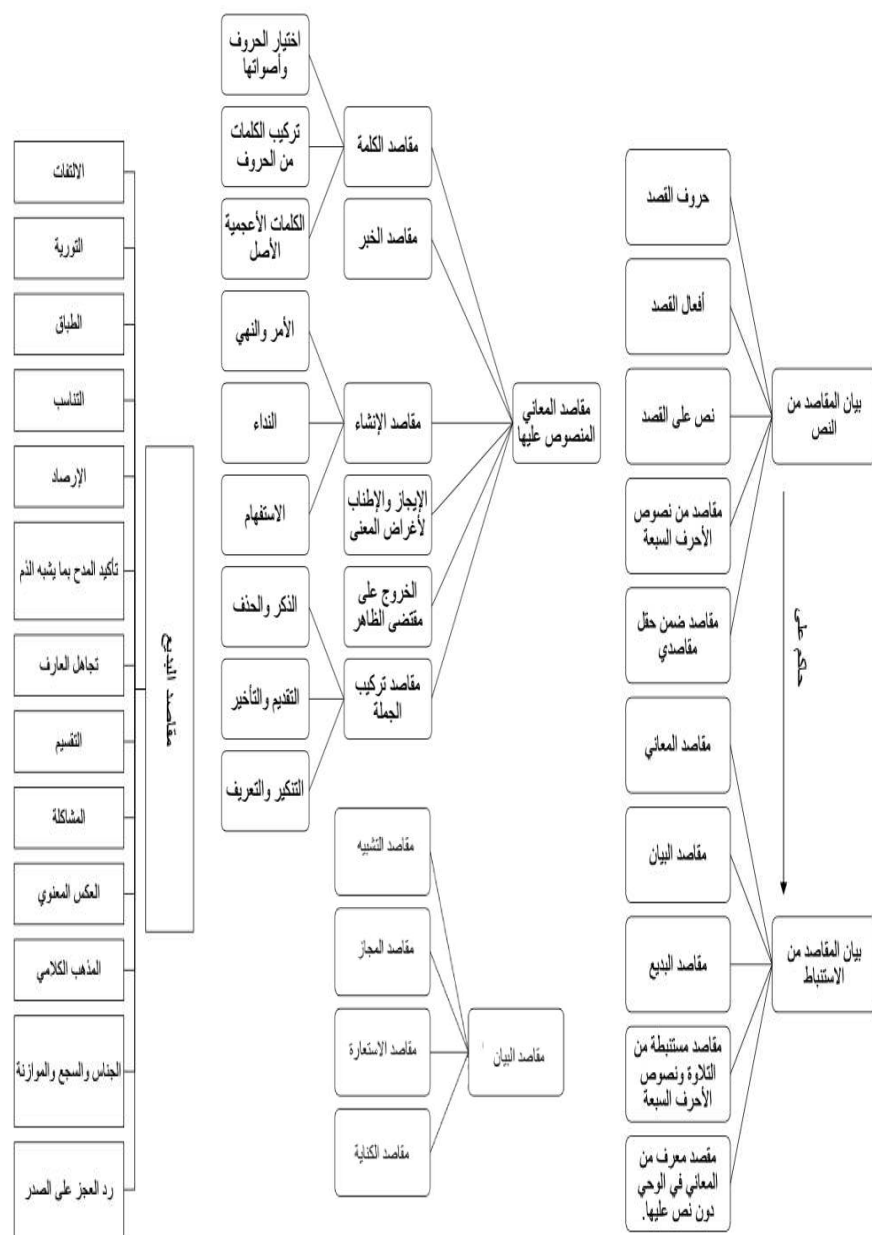 بيان المقاصد من
النص
حروف القصد
أفعال القصد
نص على القصد
مقاصد من نصوص
الأحرف السبعة
مقاصد ضمن حقل
مقاصدي
حاكم على
بيان المقاصد من
الاستنباط
مقاصد المعاني
مقاصد البيان
مقاصد البديع
مقاصد مستنبطة من
التلاوة ونصوص
الأحرف السبعة
مقصد معرف من
المعاني في الوحي
دون نص عليها.
مقاصد المعاني
المنصوص عليها
مقاصد الكلمة
اختيار الحروف
وأصواتها
تركيب الكلمات
من الحروف
الكلمات الأعجمية
الأصل
مقاصد الخبر
مقاصد الإنشاء
الأمر والنهي
النداء
الاستفهام
الإيجاز والإطناب
لأغراض المعنى
الخروج على
مقتضى الظاهر
مقاصد تركيب
الجملة
الذكر والحذف
التقديم والتأخير
التنكير والتعريف
مقاصد البيان
مقاصد التشبيه
مقاصد المجاز
مقاصد الاستعارة
مقاصد الكناية
مقاصد البديع
الالتفات
التورية
الطباق
التناسب
الإرصاد
تأكيد المدح بما يشبه الذم
تجاهل العارف
التقسيم
المشاكلة
العكس المعنوي
المذهب الكلامي
الجناس والسجع والموازنة
رد العجز على الصدر